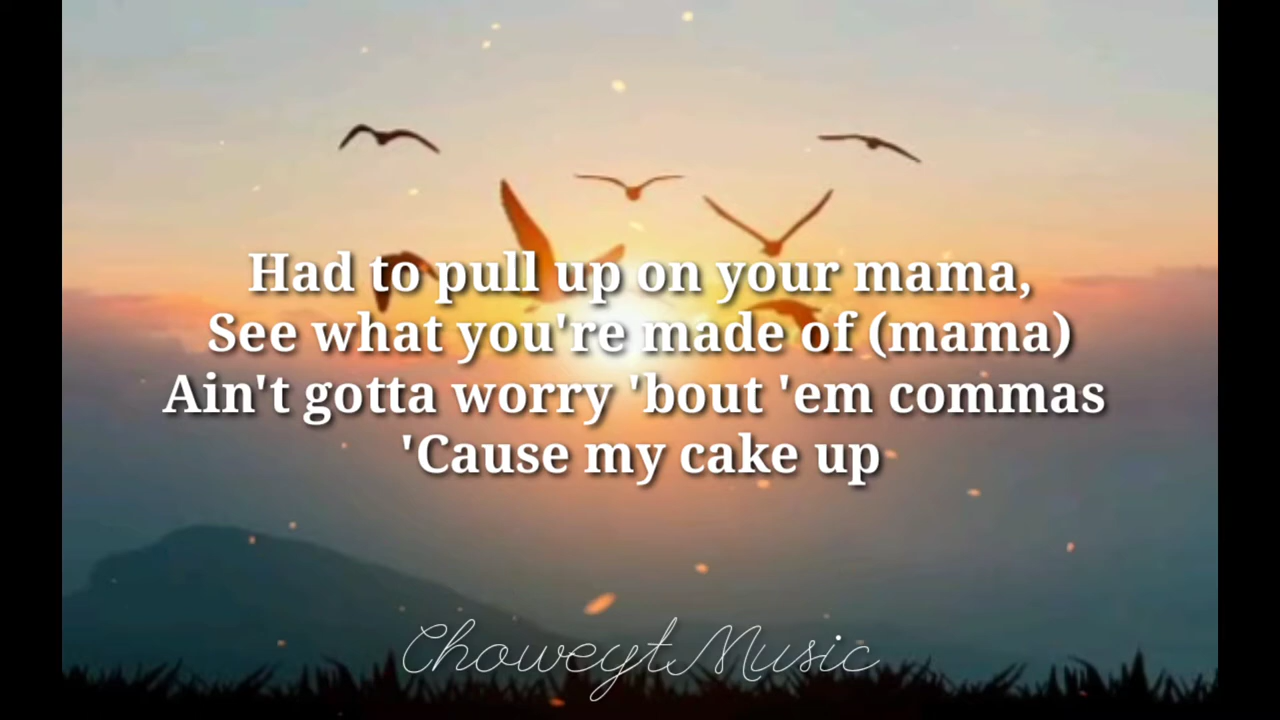 Had to pull up on your mama,
See what you're made of (mama)
Ain't gotta worry 'bout 'em commas
'Cause my cake up
ChoweytMusic